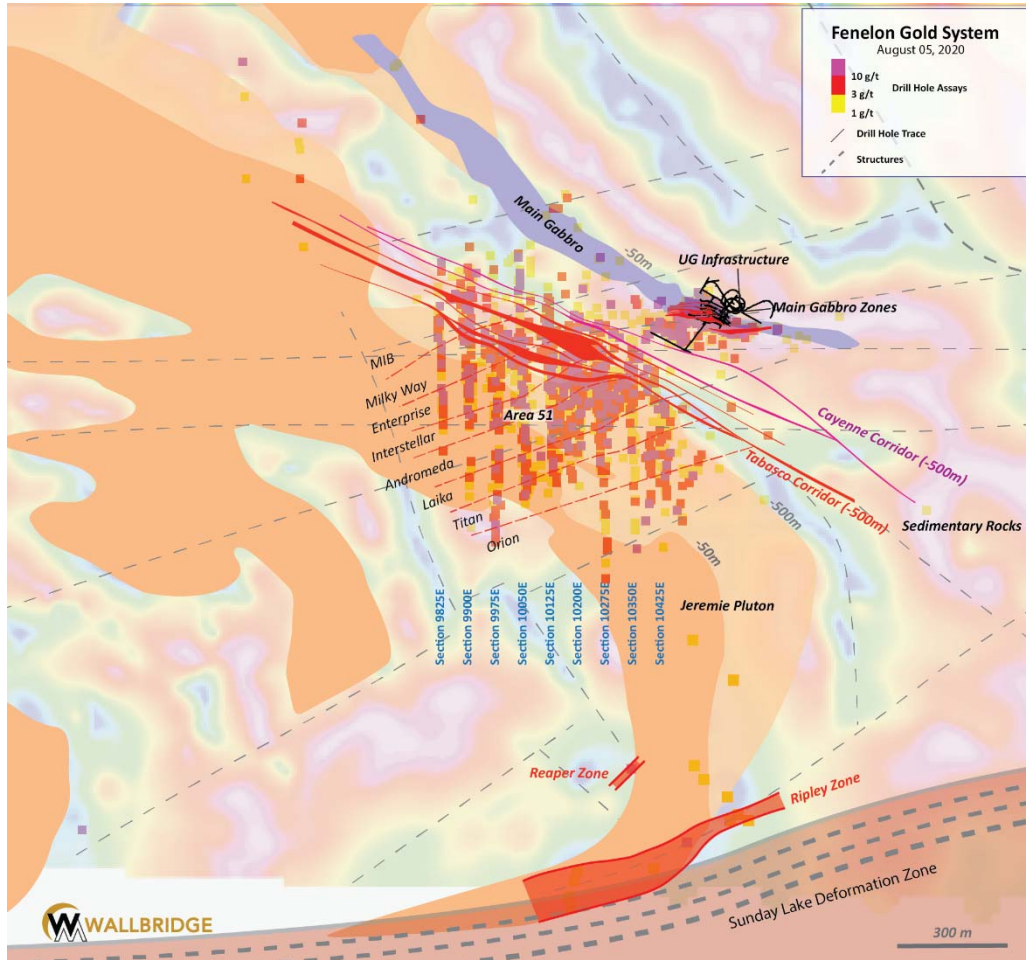 Fenelon Gold System
August 05, 2020
10 g/t
3 g/t
1 g/t
Drill Hole Assays
Drill Hole Trace
Structures
Main Gabbro
-50m
UG Infrastructure
Main Gabbro Zones
MIB
Milky Way
Enterprise
Interstellar
Andromeda
Laika
Titan
Orion
Area 51
Cayenne Corridor (-500m)
Tabasco Corridor (-500m)
-500m
Sedimentary Rocks
-50m
Section 9825E
Section 9900E
Section 9975E
Section 10050E
Section 10125E
Section 10200E
Section 10275E
Section 10350E
Section 10425E
Jeremie Pluton
Reaper Zone
Ripley Zone
Sunday Lake Deformation Zone
WALLBRIDGE
300 m